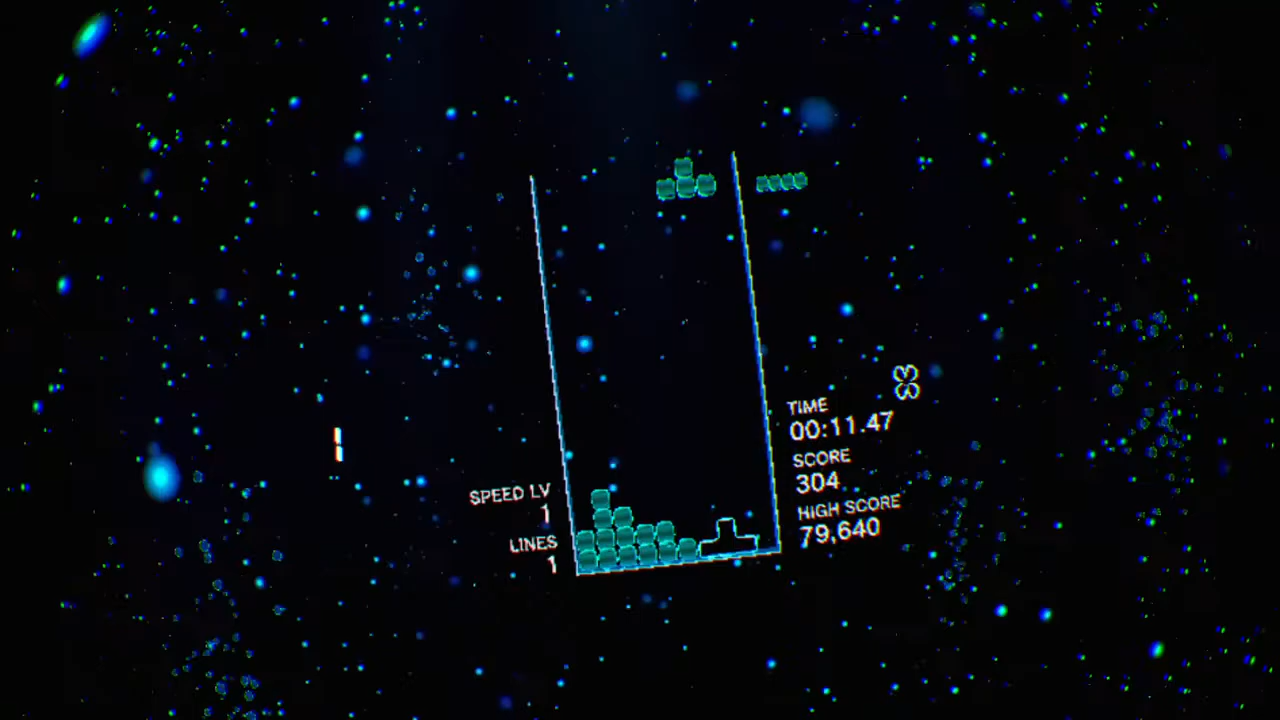 SPEED LV
1
LINES
1
TIME
00:11.47
SCORE
304
HIGH SCORE
79,640